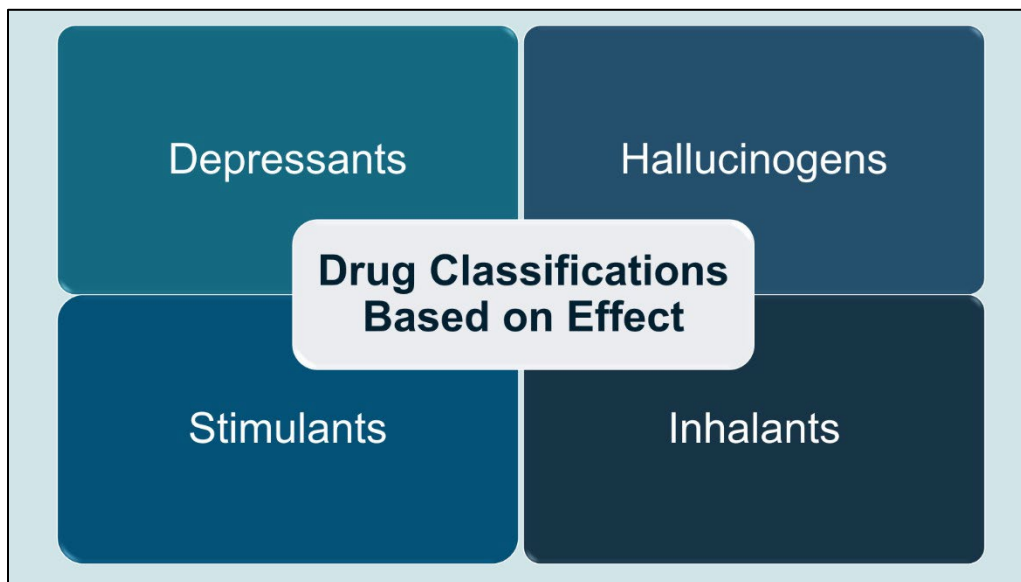 Depressants
Hallucinogens
Drug Classifications
Based on Effect
Stimulants
Inhalants